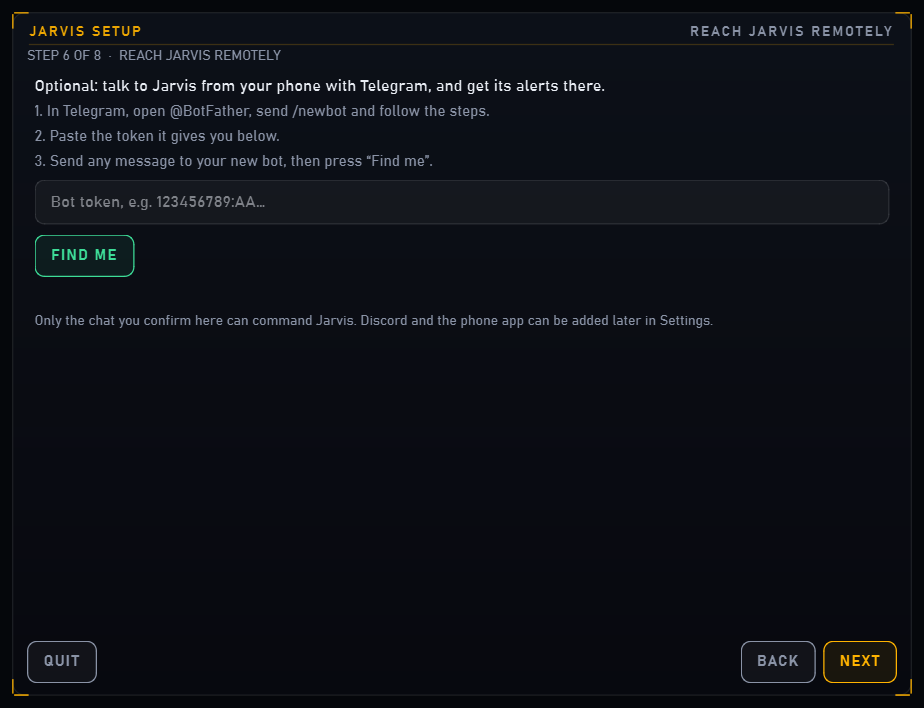 JARVIS SETUP
REACH JARVIS REMOTELY
STEP 6 OF 8 · REACH JARVIS REMOTELY
Optional: talk to Jarvis from your phone with Telegram, and get its alerts there.
1. In Telegram, open @BotFather, send /newbot and follow the steps.
2. Paste the token it gives you below.
3. Send any message to your new bot, then press “Find me”.
Bot token, e.g. 123456789:AA…
FIND ME
Only the chat you confirm here can command Jarvis. Discord and the phone app can be added later in Settings.
QUIT
BACK
NEXT